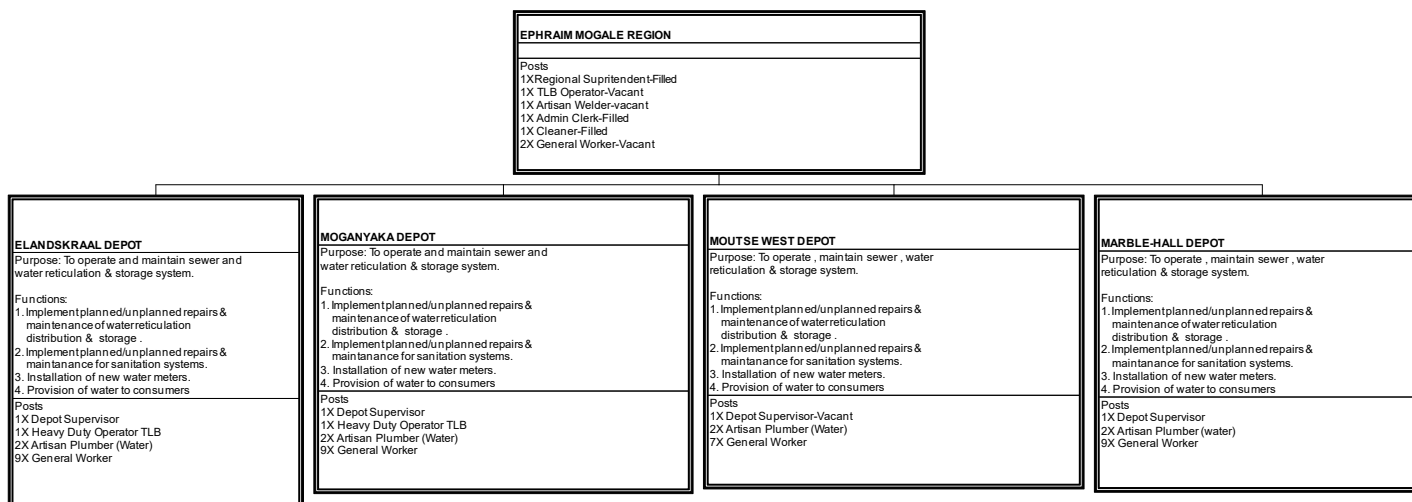 EPHRAIM MOGALE REGION
Posts
1XRegional Supritendent-Filled
1X TLB Operator-Vacant
1X Artisan Welder-vacant
1X Admin Clerk-Filled
1X Cleaner-Filled
2X General Worker-Vacant
ELANDSKRAAL DEPOT
Purpose: To operate and maintain sewer and
water reticulation & storage system.
Functions:
1. Implement planned/unplanned repairs &
maintenance of water reticulation
distribution & storage .
2. Implement planned/unplanned repairs &
maintanance for sanitation systems.
3. Installation of new water meters.
4. Provision of water to consumers
Posts
1X Depot Supervisor
1X Heavy Duty Operator TLB
2X Artisan Plumber (Water)
9X General Worker
MOGANYAKA DEPOT
Purpose: To operate and maintain sewer and
water reticulation & storage system.
Functions:
1. Implement planned/unplanned repairs &
maintenance of water reticulation
distribution & storage .
2. Implement planned/unplanned repairs &
maintanance for sanitation systems.
3. Installation of new water meters.
4. Provision of water to consumers
Posts
1X Depot Supervisor
1X Heavy Duty Operator TLB
2X Artisan Plumber (Water)
9X General Worker
MOUTSE WEST DEPOT
Purpose: To operate , maintain sewer , water
reticulation & storage system.
Functions:
1. Implement planned/unplanned repairs &
maintenance of water reticulation
distribution & storage .
2. Implement planned/unplanned repairs &
maintanance for sanitation systems.
3. Installation of new water meters.
4. Provision of water to consumers
Posts
1X Depot Supervisor-Vacant
2X Artisan Plumber (Water)
7X General Worker
MARBLE-HALL DEPOT
Purpose: To operate , maintain sewer , water
reticulation & storage system.
Functions:
1. Implement planned/unplanned repairs &
maintenance of water reticulation
distribution & storage .
2. Implement planned/unplanned repairs &
maintanance for sanitation systems.
3. Installation of new water meters.
4. Provision of water to consumers
Posts
1X Depot Supervisor
2X Artisan Plumber (water)
9X General Worker